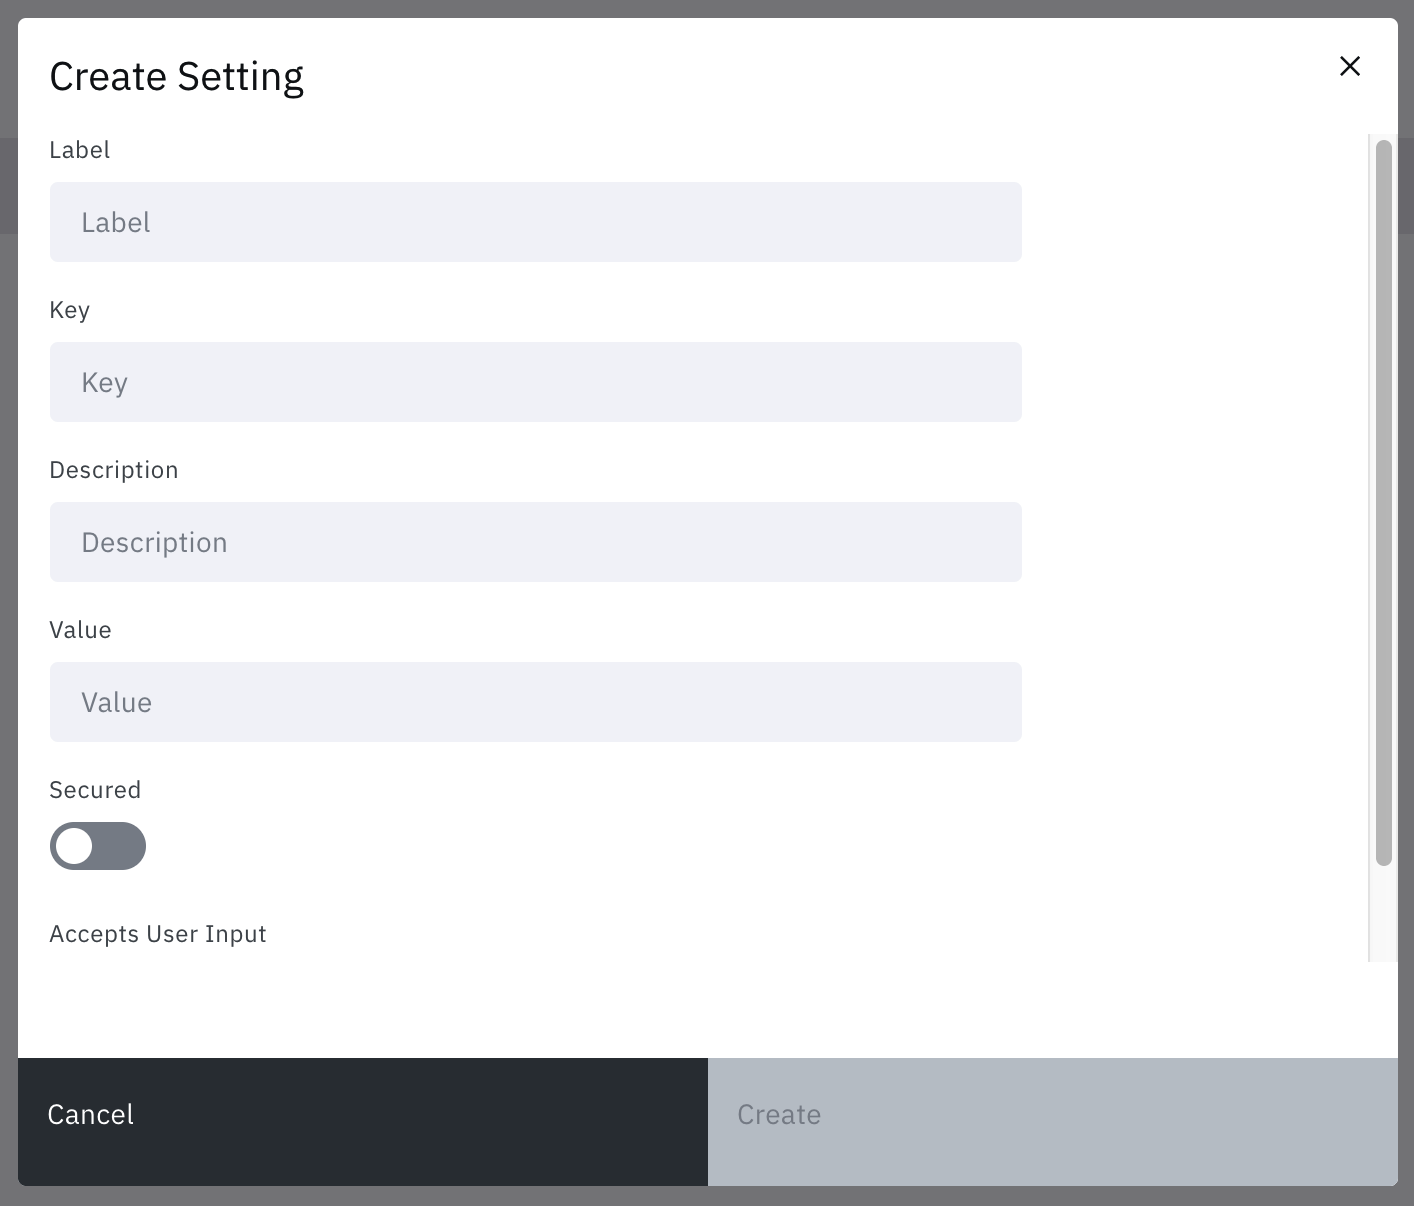 Create Setting
Label
Label
Key
Key
Description
Description
Value
Value
Secured
Accepts User Input
Cancel
Create